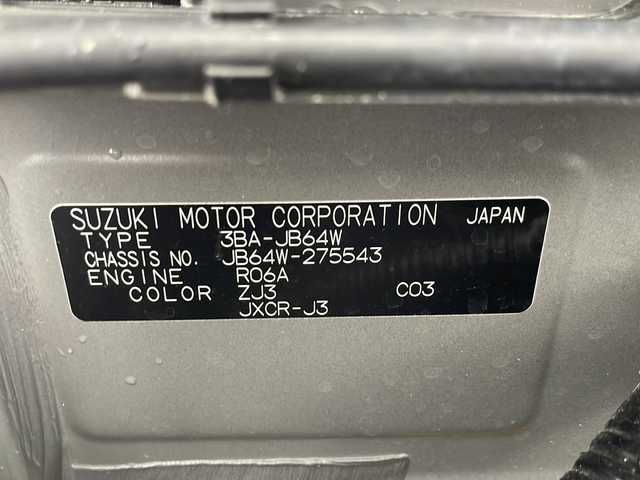 SUZUKI MOTOR CORPORATION JAPAN
TYPE 3BA-JB64W
CHASSIS NO. JB64W-275543
ENGINE R06A
COLOR ZJ3 C03
JXCR-J3